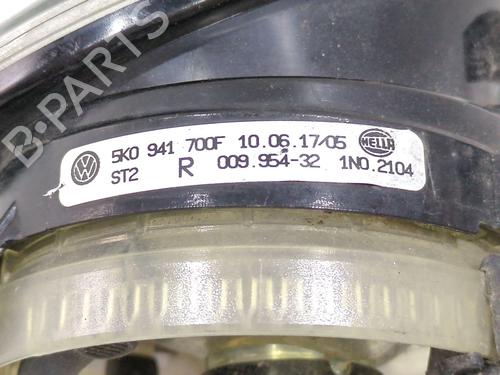 B-PARTS
5K0 941 700F 10.06.17/05 HELLA
ST2 R 009.954-32 1N0.2104